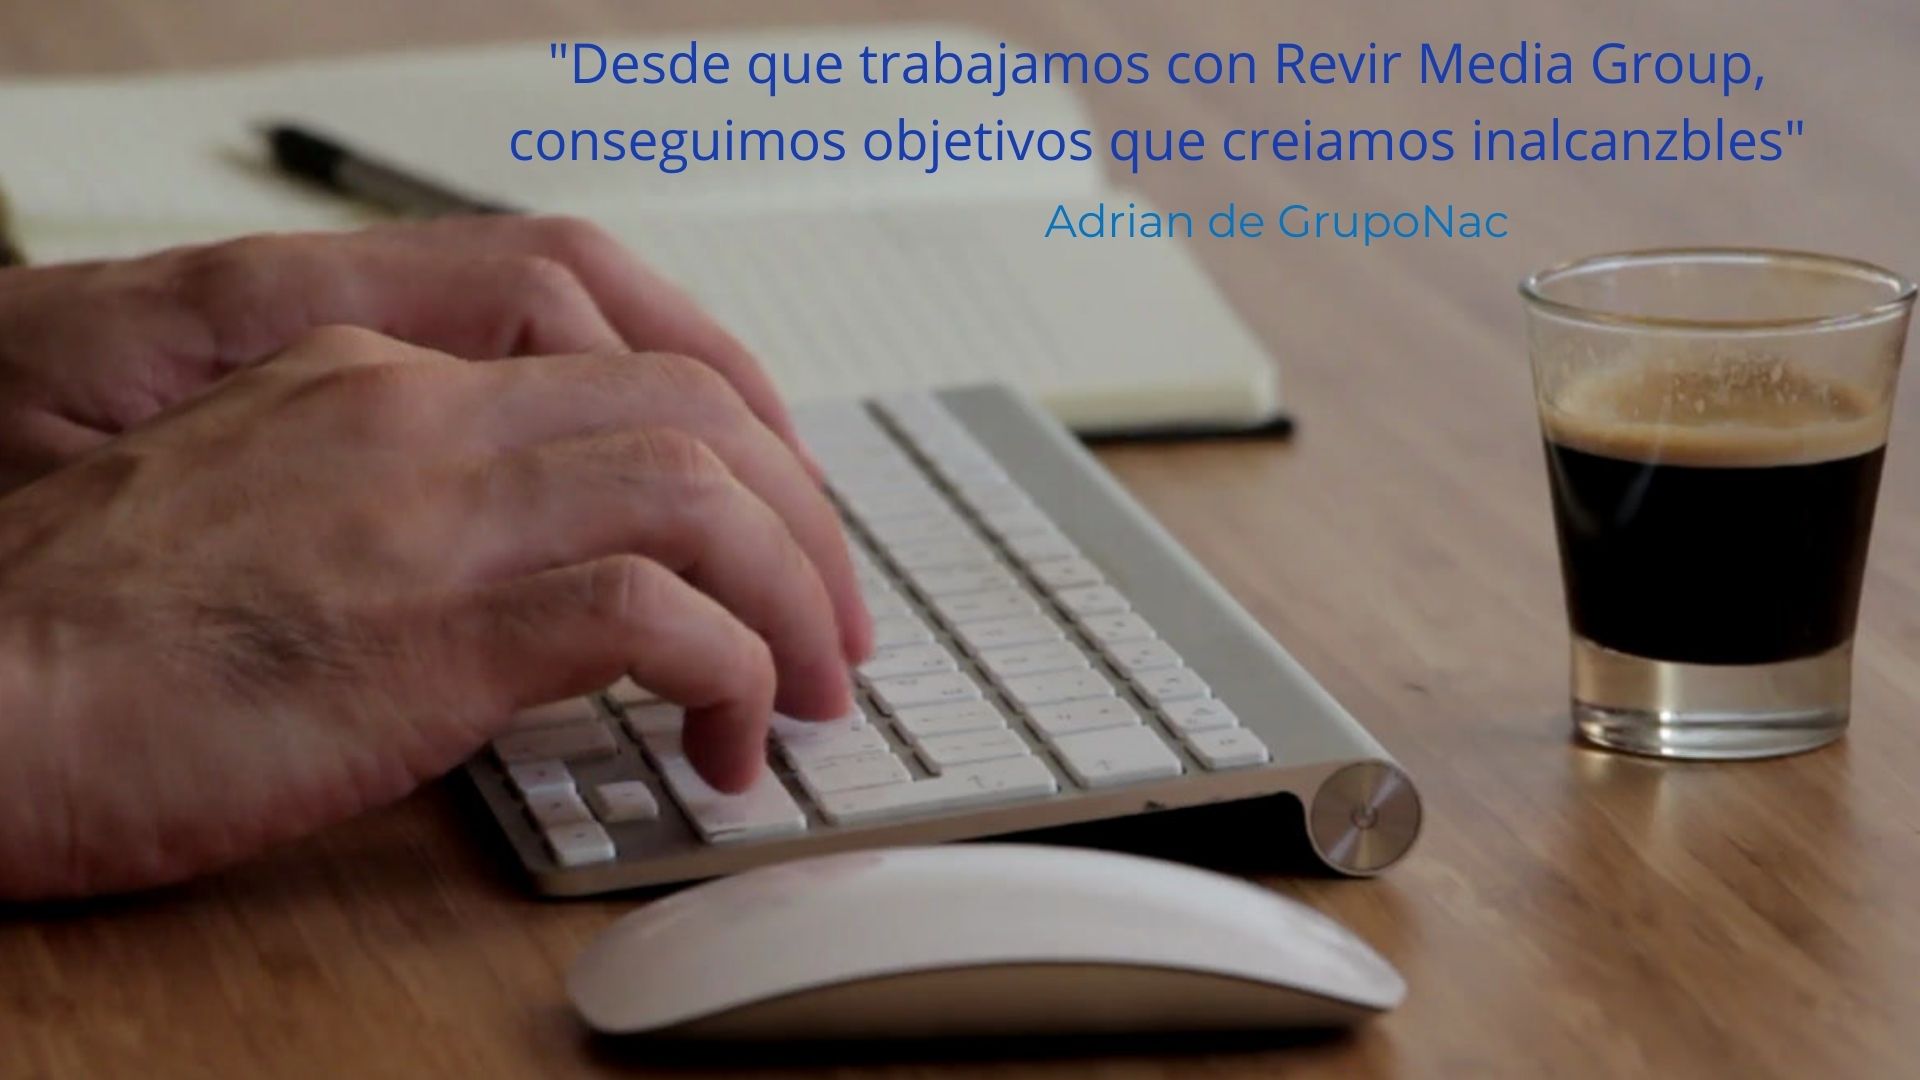 "Desde que trabajamos con Revir Media Group,
conseguimos objetivos que creiamos inalcanzbles"
Adrian de GrupoNac